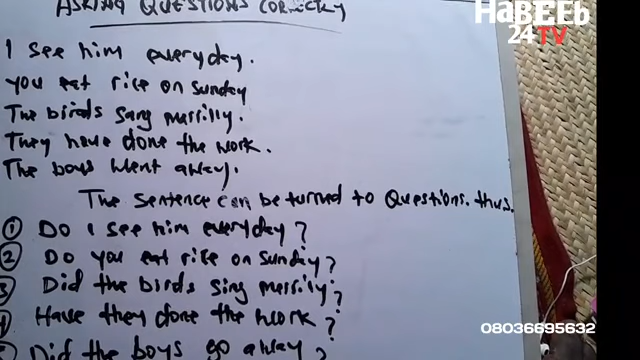 ASKING QUESTIONS CORRECTLY
I see him everyday.
you eat rice on sunday
The birds sang merrilly.
They have done the work.
The boys went away.
The sentence can be turned to Questions. thus.
① Do I see him everyday?
② Do you eat rice on sunday?
③ Did the birds sing merrily?
④ Have they done the work?
Did the boys go away?
HaBEEb
24TV
08036695632